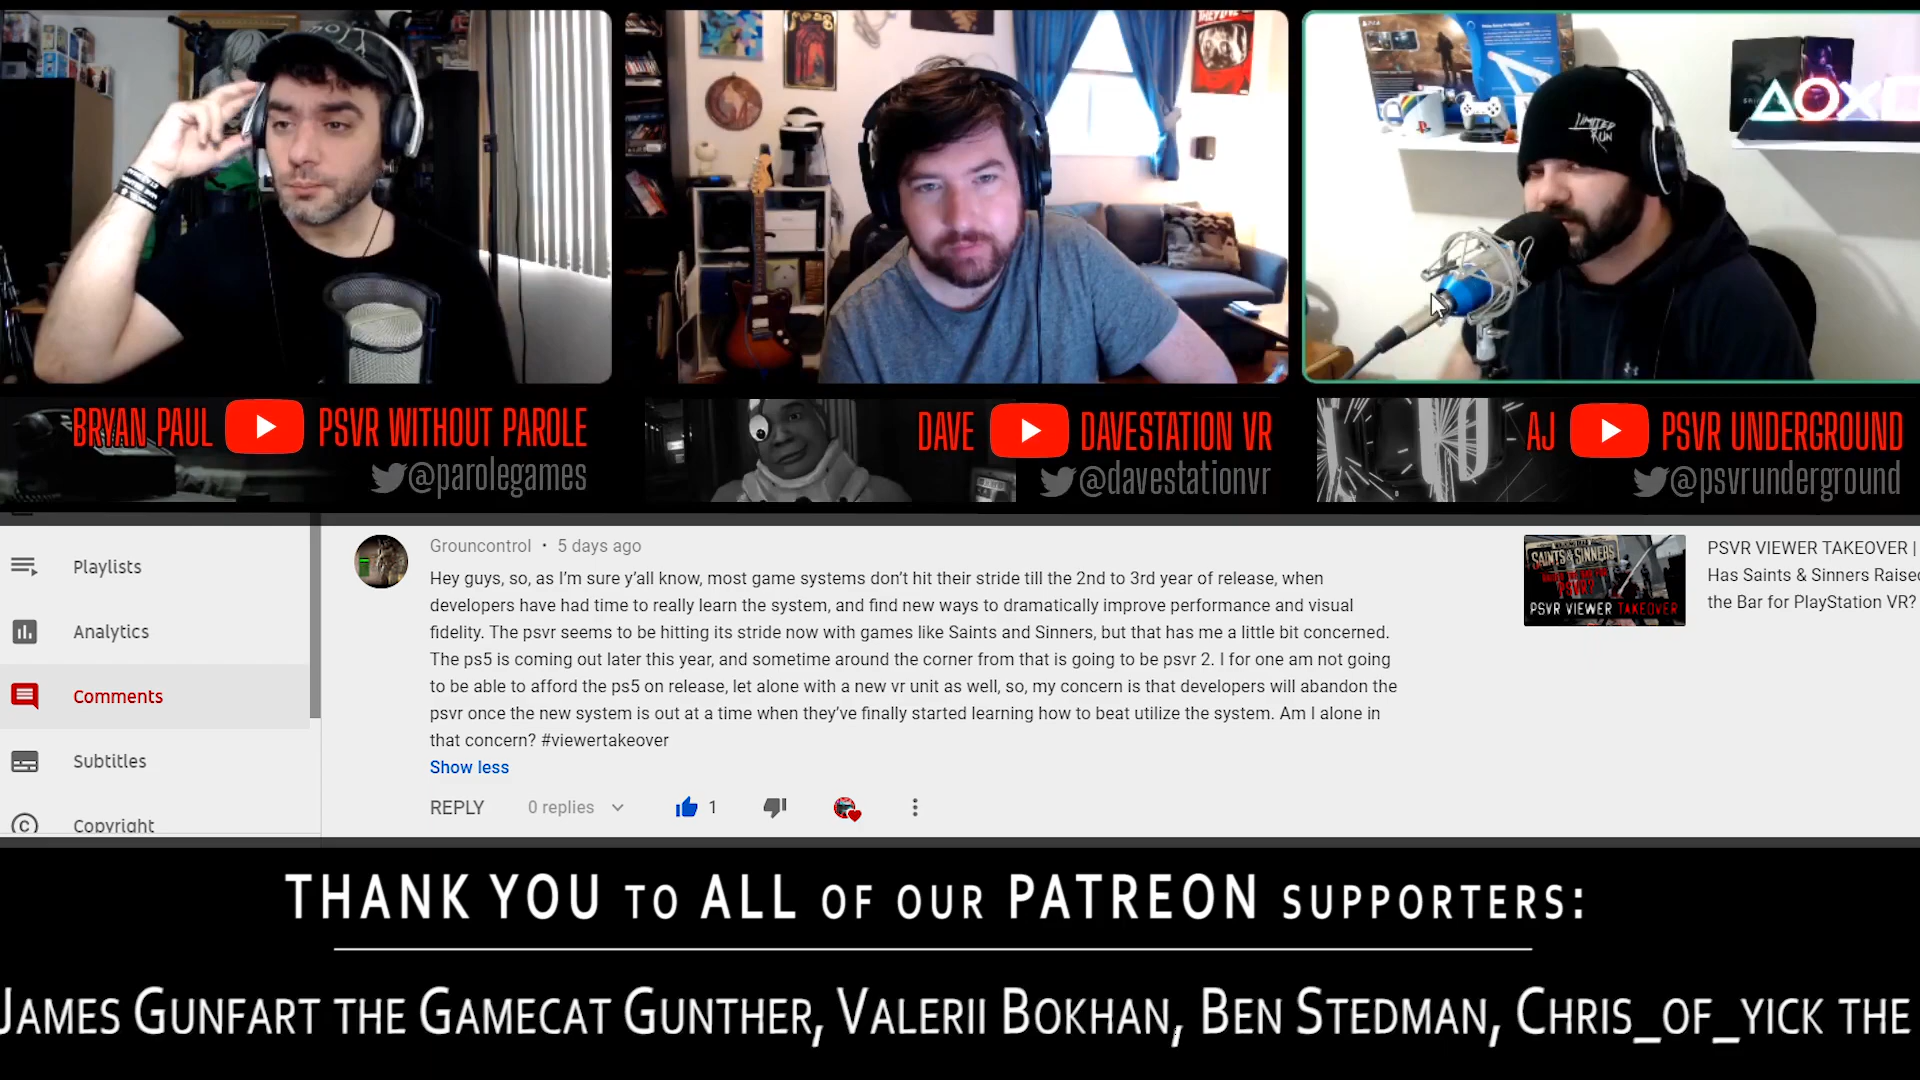 LIMITED
RUN
BRYAN PAUL PSVR WITHOUT PAROLE
@parolegames
DAVE DAVESTATION VR
@davestationvr
AJ PSVR UNDERGROUND
@psvrunderground
Playlists
Analytics
Comments
Subtitles
Copyright
Grouncontrol • 5 days ago
Hey guys, so, as I'm sure y'all know, most game systems don't hit their stride till the 2nd to 3rd year of release, when
developers have had time to really learn the system, and find new ways to dramatically improve performance and visual
fidelity. The psvr seems to be hitting its stride now with games like Saints and Sinners, but that has me a little bit concerned.
The ps5 is coming out later this year, and sometime around the corner from that is going to be psvr 2. I for one am not going
to be able to afford the ps5 on release, let alone with a new vr unit as well, so, my concern is that developers will abandon the
psvr once the new system is out at a time when they've finally started learning how to beat utilize the system. Am I alone in
that concern? #viewertakeover
Show less
REPLY 0 replies 1
SAINTS & SINNERS
PSVR VIEWER TAKEOVER
PSVR VIEWER TAKEOVER |
Has Saints & Sinners Raised
the Bar for PlayStation VR?
THANK YOU TO ALL OF OUR PATREON SUPPORTERS:
JAMES GUNFART THE GAMECAT GUNTHER, VALERII BOKHAN, BEN STEDMAN, CHRIS_OF_YICK THE